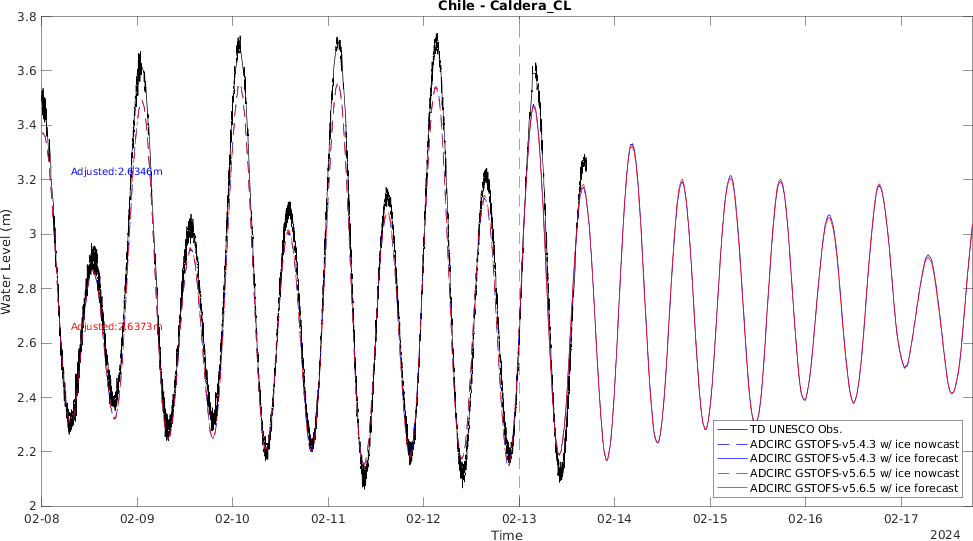 Chile - Caldera_CL
3.8
3.6
3.4
3.2
3
2.8
2.6
2.4
2.2
2
Water Level (m)
Adjusted:2.6346m
Adjusted:2.6373m
TD UNESCO Obs.
ADCIRC GSTOFS-v5.4.3 w/ ice nowcast
ADCIRC GSTOFS-v5.4.3 w/ ice forecast
ADCIRC GSTOFS-v5.6.5 w/ ice nowcast
ADCIRC GSTOFS-v5.6.5 w/ ice forecast
02-08 02-09 02-10 02-11 02-12 02-13 02-14 02-15 02-16 02-17
Time
2024